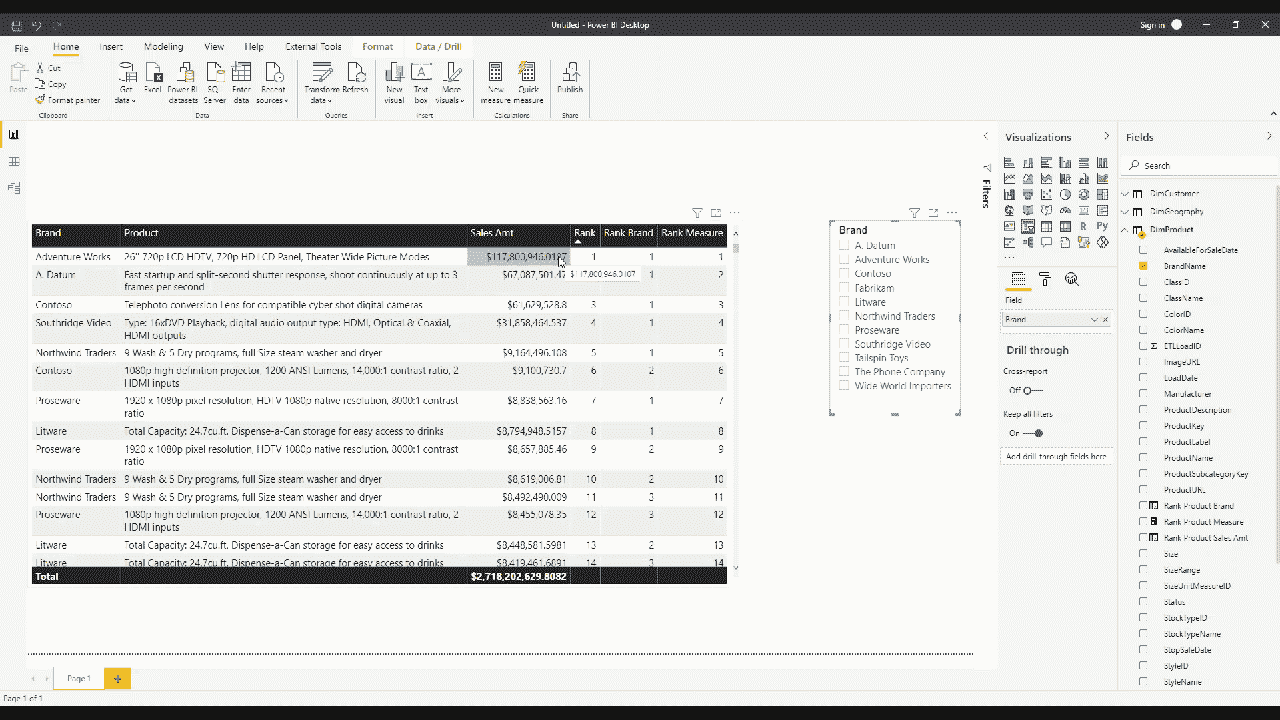 Untitled - Power BI Desktop
Sign in
File Home Insert Modeling View Help External Tools Format Data / Drill
Paste
Cut
Copy
Format painter
Get data
Excel
Power BI datasets
SQL Server
Enter data
Recent sources
Transform data
Refresh
New visual
Text box
More visuals
New measure
Quick measure
Publish
Clipboard Data Queries Insert Calculations Share
Brand Product Sales Amt Rank Rank Brand Rank Measure
Adventure Works 26" 720p LCD HDTV, 720p HD LCD Panel, Theater Wide Picture Modes $117,803,946.0107 1 1 1
$117,803,946.0107
A. Datum Fast startup and split-second shutter response, shoot continuously at up to 3 $67,087,501.47 1 2
frames per second
Contoso Telephoto conversion Lens for compatible cyber shot digital cameras $61,629,528.8 3 1 3
Southridge Video Type: 16xDVD Playback, digital audio output type: HDMI, Optical & Coaxial, $31,658,464.537 4 1 4
HDMI outputs
Northwind Traders 9 Wash & 5 Dry programs, full Size steam washer and dryer $9,164,496.108 5 1 5
Contoso 1080p high definition projector, 1200 ANSI Lumens, 14,000:1 contrast ratio, 2 $9,100,730.7 6 2 6
HDMI inputs
Proseware 1920 x 1080p pixel resolution, HDTV 1080p native resolution, 8000:1 contrast $8,838,563.16 7 1 7
ratio
Litware Total Capacity: 24.7cu.ft. Dispense-a-Can storage for easy access to drinks $8,794,948.5157 8 1 8
Proseware 1920 x 1080p pixel resolution, HDTV 1080p native resolution, 8000:1 contrast $8,657,885.46 9 2 9
ratio
Northwind Traders 9 Wash & 5 Dry programs, full Size steam washer and dryer $8,619,006.81 10 2 10
Northwind Traders 9 Wash & 5 Dry programs, full Size steam washer and dryer $8,492,490.009 11 3 11
Proseware 1080p high definition projector, 1200 ANSI Lumens, 14,000:1 contrast ratio, 2 $8,455,078.35 12 3 12
HDMI inputs
Litware Total Capacity: 24.7cu.ft. Dispense-a-Can storage for easy access to drinks $8,448,581.5981 13 2 13
Litware Total Capacity: 24.7cu.ft. Dispense-a-Can storage for easy access to drinks $8,419,461.6091 14 3 14
Total $2,718,202,629.8082
Brand
A. Datum
Adventure Works
Contoso
Fabrikam
Litware
Northwind Traders
Proseware
Southridge Video
Tailspin Toys
The Phone Company
Wide World Importers
Filters
Visualizations
R Py
Field
Brand
Drill through
Cross-report
Off
Keep all filters
On
Add drill-through fields here
Fields
Search
DimCustomer
DimGeography
DimProduct
AvailableForSaleDate
BrandName
ClassID
ClassName
ColorID
ColorName
ETLLoadID
ImageURL
LoadDate
Manufacturer
ProductDescription
ProductKey
ProductLabel
ProductName
ProductSubcategoryKey
ProductURL
Rank Product Brand
Rank Product Measure
Rank Product Sales Amt
Size
SizeRange
SizeUnitMeasureID
Status
StockTypeID
StockTypeName
StopSaleDate
StyleID
StyleName
Page 1
Page 1 of 1